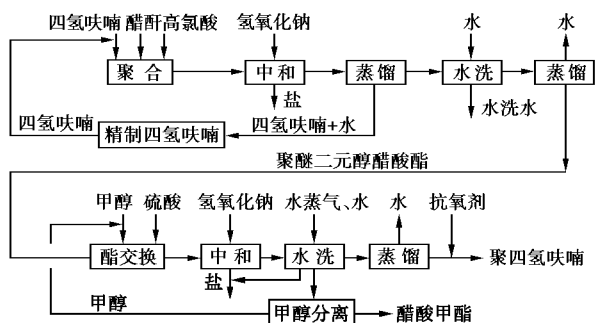 四氢呋喃 醋酐高氯酸 氢氧化钠 水 水
聚合 中和 蒸馏 水洗 蒸馏
盐 水洗水
四氢呋喃 精制四氢呋喃 四氢呋喃+水
聚醚二元醇醋酸酯
甲醇 硫酸 氢氧化钠 水蒸气、水 水 抗氧剂
酯交换 中和 水洗 蒸馏 聚四氢呋喃
盐
甲醇 甲醇分离 醋酸甲酯